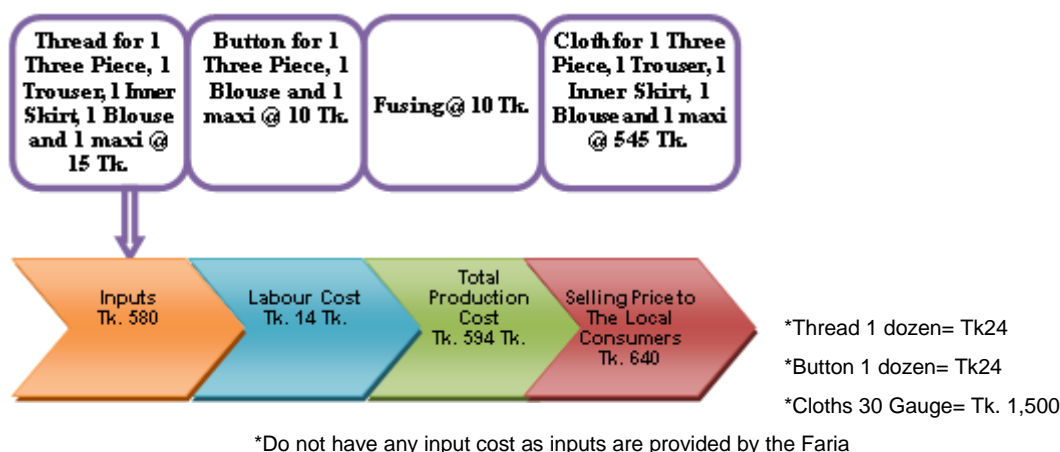 Thread for 1
Three Piece, 1
Trouser, 1 Inner
Skirt, 1 Blouse
and 1 maxi @
15 Tk.
Button for 1
Three Piece, 1
Blouse and 1
maxi @ 10 Tk.
Fusing@ 10 Tk.
Cloth for 1 Three
Piece, 1 Trouser, 1
Inner Skirt, 1
Blouse and 1 maxi
@ 545 Tk.
Inputs
Tk. 580
Labour Cost
Tk. 14 Tk.
Total
Production
Cost
Tk. 594 Tk.
Selling Price to
The Local
Consumers
Tk. 640
*Thread 1 dozen= Tk24
*Button 1 dozen= Tk24
*Cloths 30 Gauge= Tk. 1,500
*Do not have any input cost as inputs are provided by the Faria